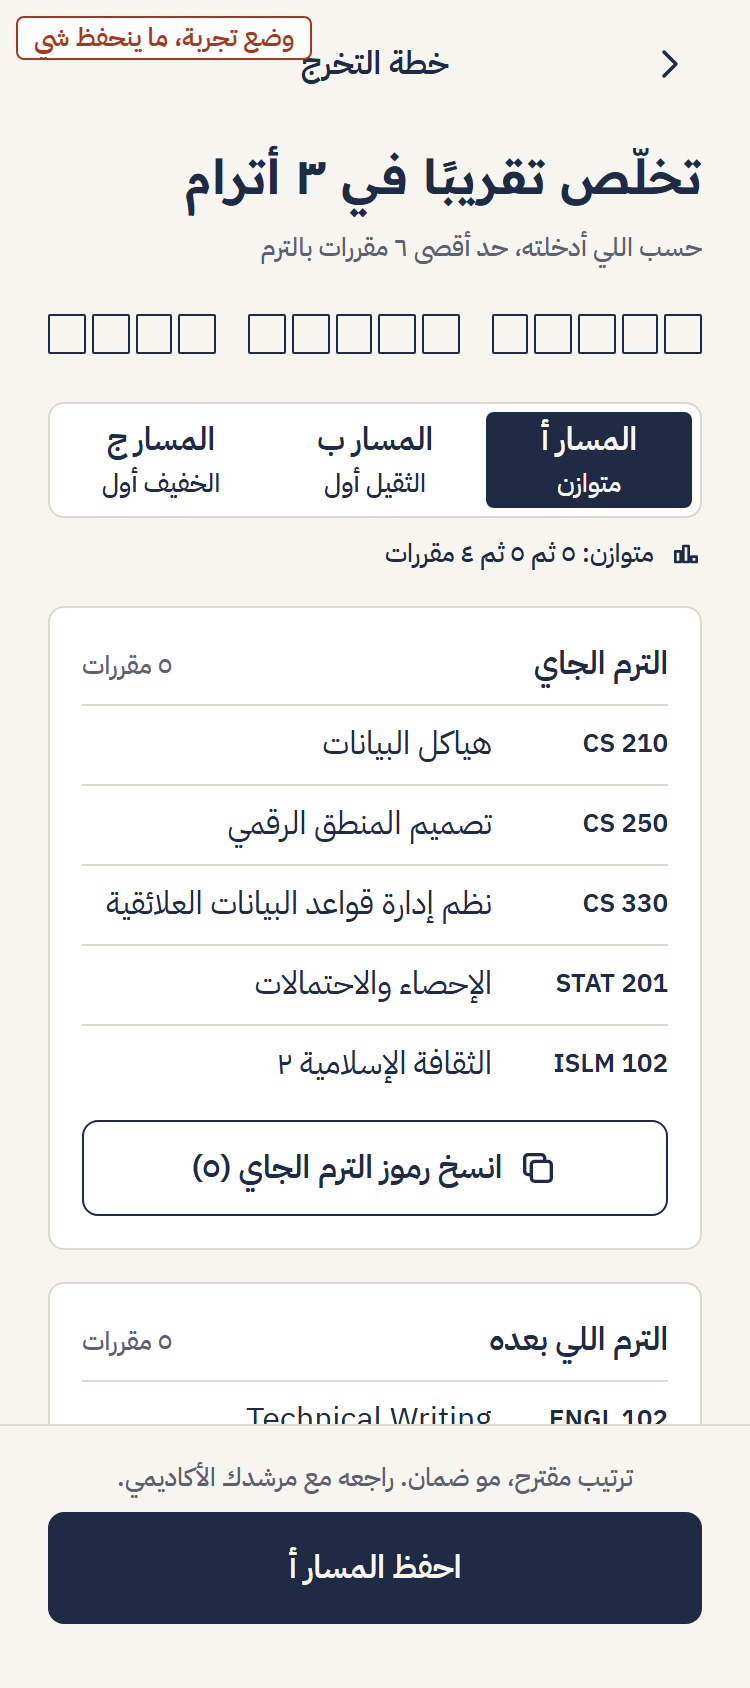 وضع تجربة، ما ينحفظ شي
خطة التخرج
تخلّص تقريبًا في ٣ أترام
حسب اللي أدخلته، حد أقصى ٦ مقررات بالترم
المسار أ
متوازن
المسار ب
الثقيل أول
المسار ج
الخفيف أول
متوازن: ٥ ثم ٥ ثم ٤ مقررات
الترم الجاي
٥ مقررات
CS 210 هياكل البيانات
CS 250 تصميم المنطق الرقمي
CS 330 نظم إدارة قواعد البيانات العلائقية
STAT 201 الإحصاء والاحتمالات
ISLM 102 الثقافة الإسلامية ٢
انسخ رموز الترم الجاي (٥)
الترم اللي بعده
٥ مقررات
ENGL 102 Technical Writing
ترتيب مقترح، مو ضمان. راجعه مع مرشدك الأكاديمي.
احفظ المسار أ